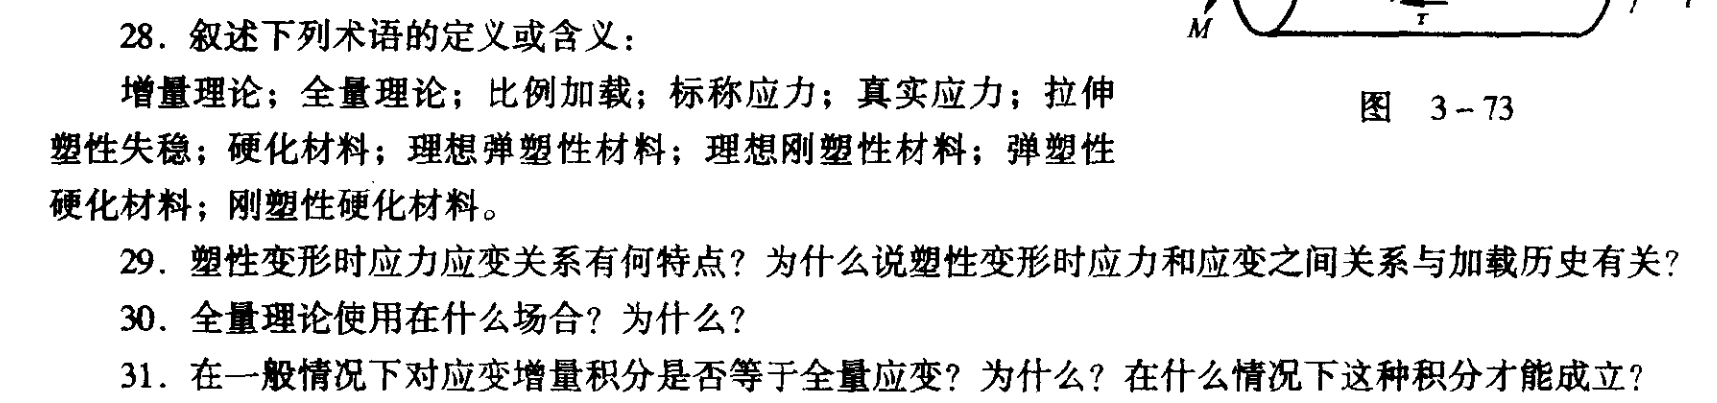 28. 叙述下列术语的定义或含义：
M
τ
增量理论；全量理论；比例加载；标称应力；真实应力；拉伸
图 3-73
塑性失稳；硬化材料；理想弹塑性材料；理想刚塑性材料；弹塑性
硬化材料；刚塑性硬化材料。
29. 塑性变形时应力应变关系有何特点？为什么说塑性变形时应力和应变之间关系与加载历史有关？
30. 全量理论使用在什么场合？为什么？
31. 在一般情况下对应变增量积分是否等于全量应变？为什么？在什么情况下这种积分才能成立？